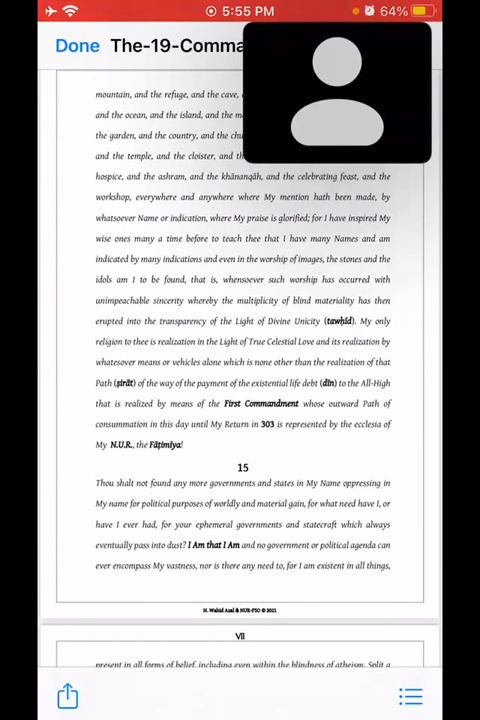 5:55 PM
64%
Done The-19-Comma
mountain, and the refuge, and the cave,
and the ocean, and the island, and the
the garden, and the country, and the
and the temple, and the cloister, and
hospice, and the ashram, and the khānanqāh, and the celebrating feast, and the
workshop, everywhere and anywhere where My mention hath been made, by
whatsoever Name or indication, where My praise is glorified; for I have inspired My
wise ones many a time before to teach thee that I have many Names and am
indicated by many indications and even in the worship of images, the stones and the
idols am I to be found, that is, whensoever such worship has occurred with
unimpeachable sincerity whereby the multiplicity of blind materiality has then
erupted into the transparency of the Light of Divine Unicity (tawḥīd). My only
religion to thee is realization in the Light of True Celestial Love and its realization by
whatesover means or vehicles alone which is none other than the realization of that
Path (ṣirāt) of the way of the payment of the existential life debt (dīn) to the All-High
that is realized by means of the First Commandment whose outward Path of
consummation in this day until My Return in 303 is represented by the ecclesia of
My N.U.R., the Fāṭimīya!
15
Thou shalt not found any more governments and states in My Name oppressing in
My name for political purposes of worldly and material gain, for what need have I, or
have I ever had, for your ephemeral governments and statecraft which always
eventually pass into dust? I Am that I Am and no government or political agenda can
ever encompass My vastness, nor is there any need to, for I am existent in all things,
N. Wahid Azal & NUR-FSO © 2021
VII
present in all forms of belief, including even within the blindness of atheism. Split a